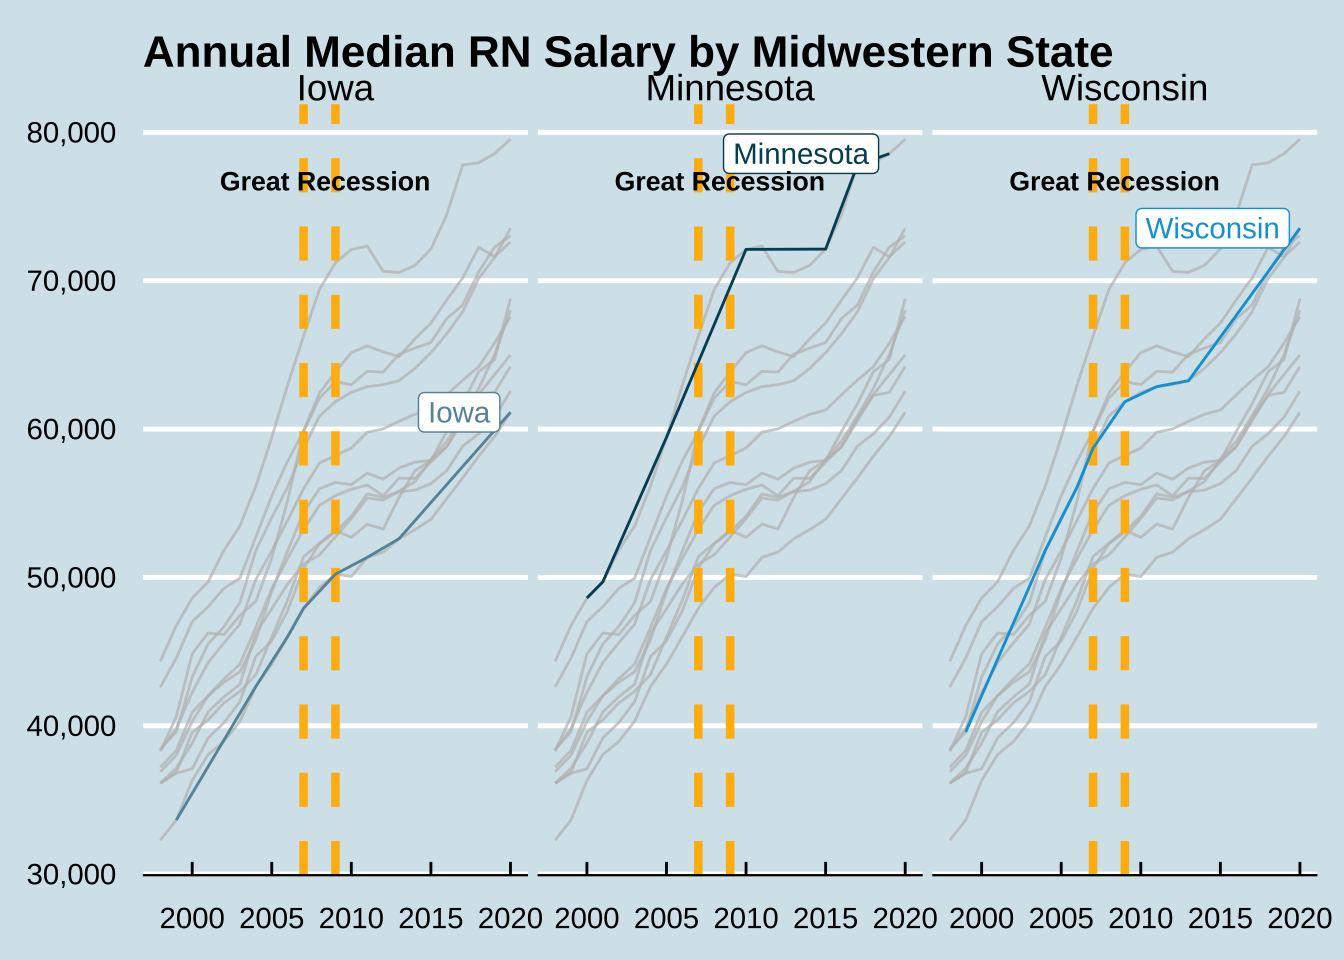 Annual Median RN Salary by Midwestern State
Iowa Minnesota Wisconsin
80,000
Minnesota
Great Recession Great Recession Great Recession
Wisconsin
70,000
Iowa
60,000
50,000
40,000
30,000
2000 2005 2010 2015 2020 2000 2005 2010 2015 2020 2000 2005 2010 2015 2020